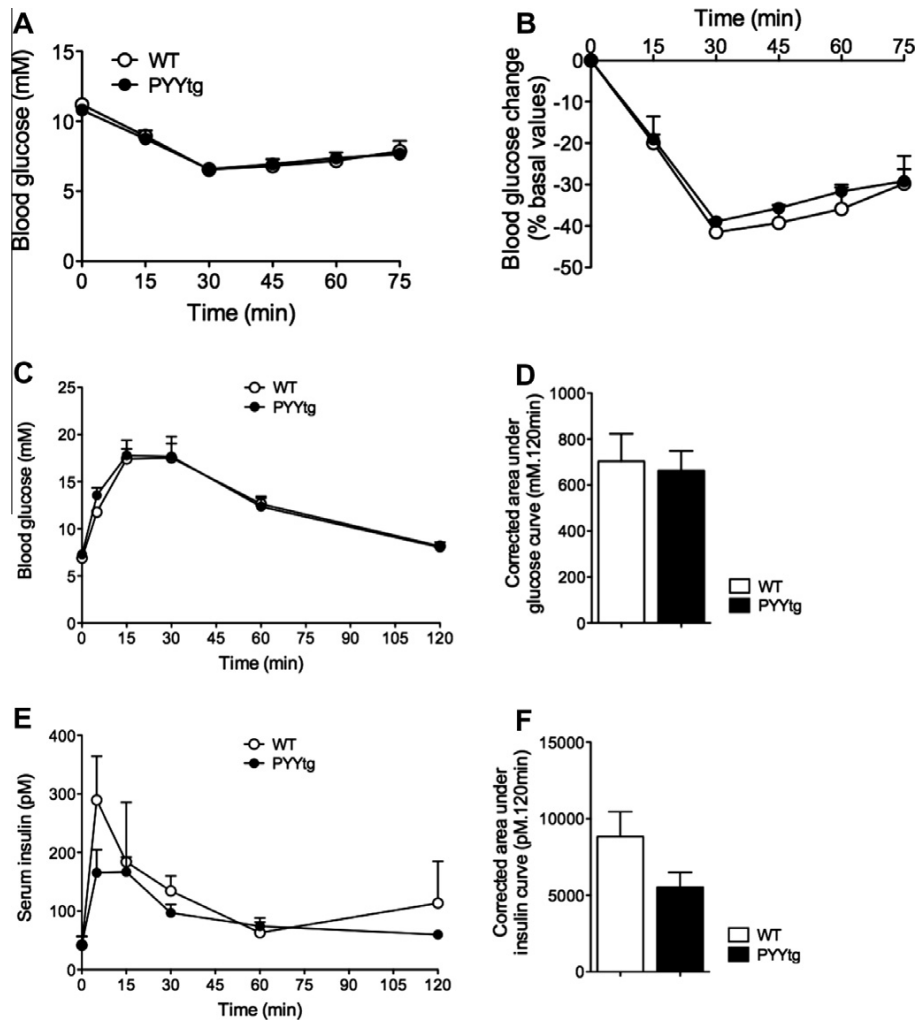 A
Blood glucose (mM)
15
10
5
0
WT
PYYtg
0 15 30 45 60 75
Time (min)
B
Time (min)
0 15 30 45 60 75
Blood glucose change
(% basal values)
0
-10
-20
-30
-40
-50
C
Blood glucose (mM)
25
20
15
10
5
0
WT
PYYtg
0 15 30 45 60 75 90 105 120
Time (min)
D
Corrected area under
glucose curve (mM.120min)
1000
800
600
400
200
0
WT
PYYtg
E
Serum insulin (pM)
400
300
200
100
0
WT
PYYtg
0 15 30 45 60 75 90 105 120
Time (min)
F
Corrected area under
insulin curve (pM.120min)
15000
10000
5000
0
WT
PYYtg